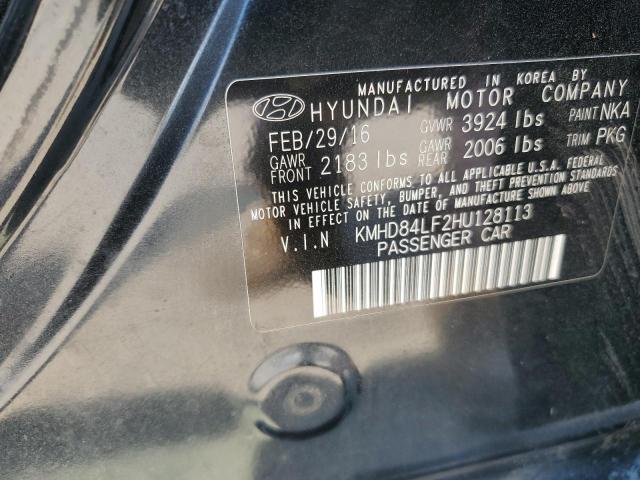 MANUFACTURED IN KOREA BY
HYUNDAI MOTOR COMPANY
FEB/29/16 GVWR 3924 lbs PAINT NKA
GAWR FRONT 2183 lbs GAWR REAR 2006 lbs TRIM PKG
THIS VEHICLE CONFORMS TO ALL APPLICABLE U.S.A. FEDERAL
MOTOR VEHICLE SAFETY, BUMPER, AND THEFT PREVENTION STANDARDS
IN EFFECT ON THE DATE OF MANUFACTURE SHOWN ABOVE.
V.I.N KMHD84LF2HU128113
PASSENGER CAR